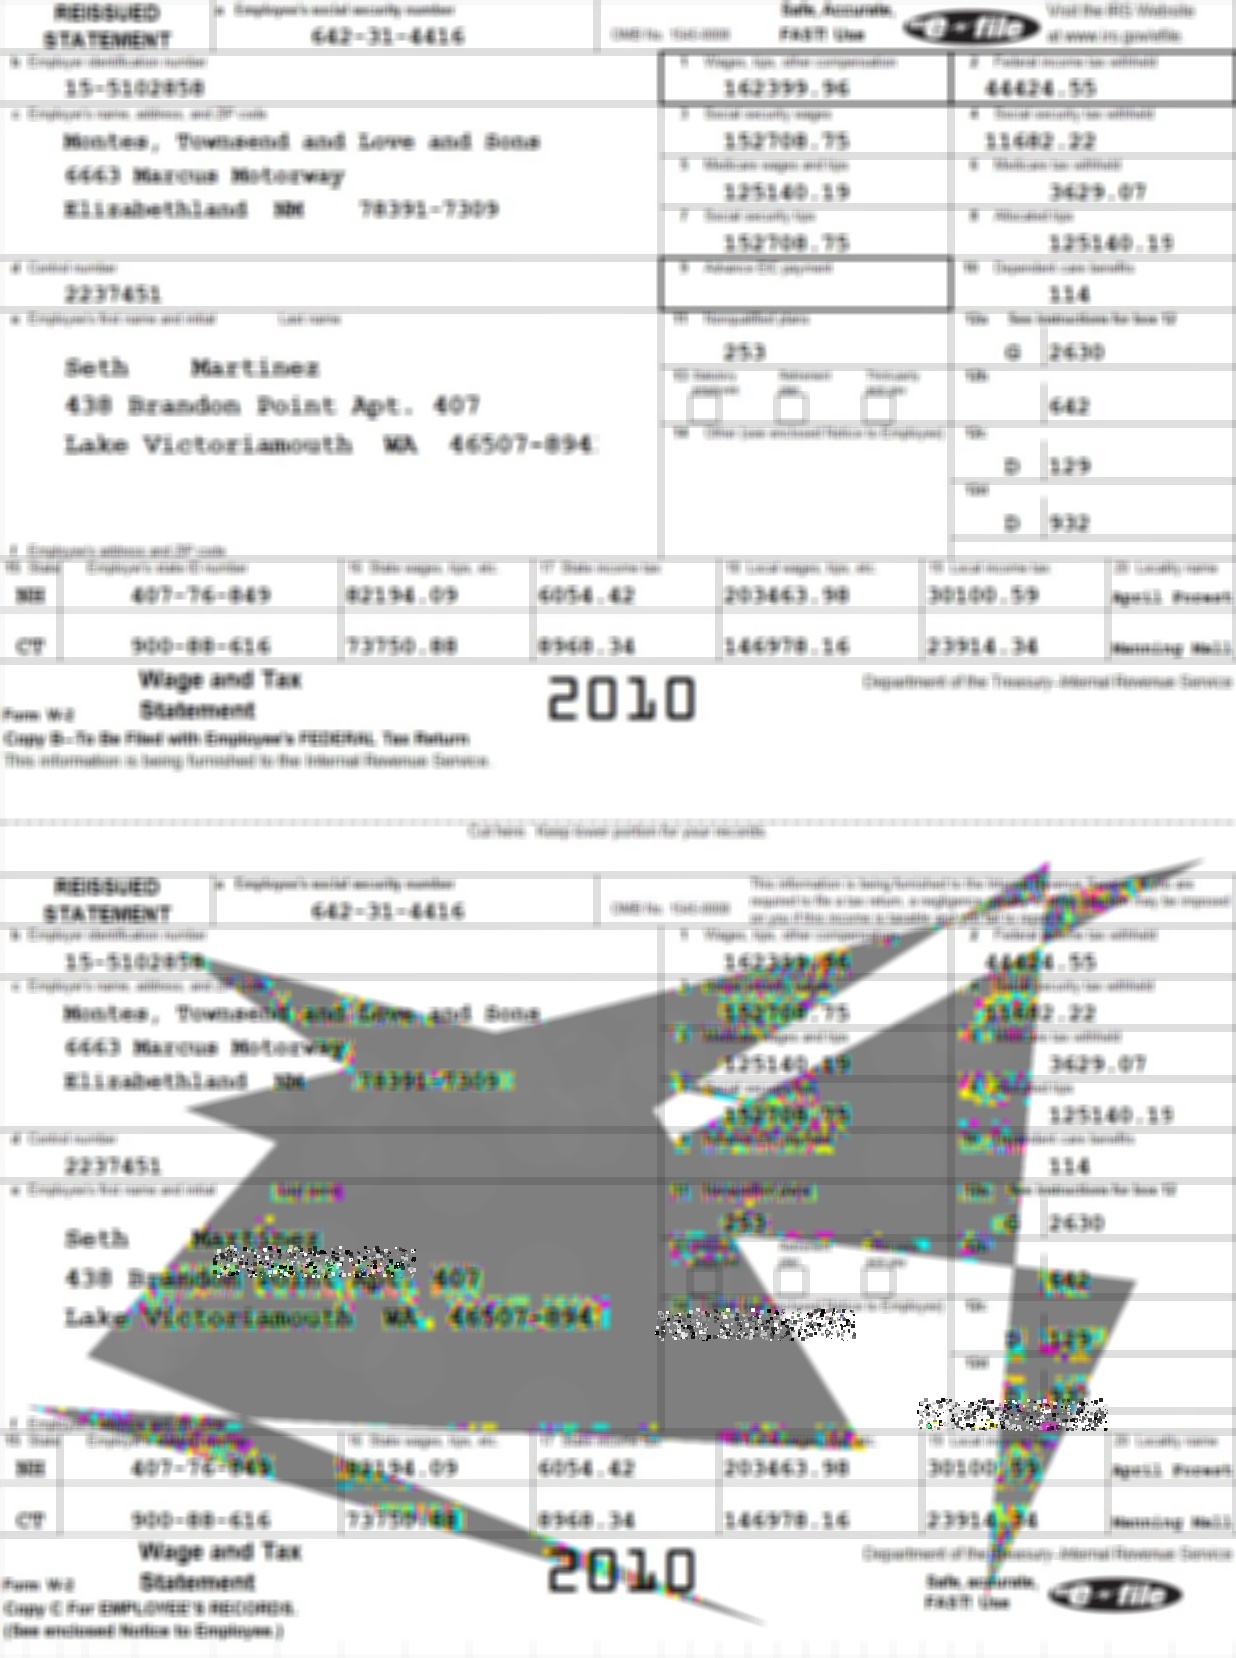 REISSUED STATEMENT
a Employee's social security number
642-31-4416
OMB No. 1545-0008
Safe, Accurate, FAST! Use
e-file
Visit the IRS Website at www.irs.gov/efile.
b Employer identification number
15-5102858
1 Wages, tips, other compensation
162399.96
2 Federal income tax withheld
44424.55
c Employer's name, address, and ZIP code
Montes, Townsend and Love and Sons
6663 Marcus Motorway
Elizabethland NM 78391-7309
3 Social security wages
152708.75
4 Social security tax withheld
11682.22
5 Medicare wages and tips
125140.19
6 Medicare tax withheld
3629.07
7 Social security tips
152708.75
8 Allocated tips
125140.19
d Control number
2237451
9 Advance EIC payment
10 Dependent care benefits
114
e Employee's first name and initial Last name
Seth Martinez
438 Brandon Point Apt. 407
Lake Victoriamouth WA 46507-894
11 Nonqualified plans
253
12a See instructions for box 12
G 2630
13 Statutory employee Retirement plan Third-party sick pay
12b
642
14 Other (see enclosed Notice to Employee)
12c
D 129
12d
D 932
f Employee's address and ZIP code
15 State Employer's state ID number 16 State wages, tips, etc. 17 State income tax 18 Local wages, tips, etc. 19 Local income tax 20 Locality name
NH 407-76-849 82194.09 6054.42 203463.98 30100.59 April Forest
CT 900-88-616 73750.88 8968.34 146978.16 23914.34 Manning Mall
Wage and Tax
Form W-2 Statement
2010
Department of the Treasury-Internal Revenue Service
Copy B-To Be Filed with Employee's FEDERAL Tax Return
This information is being furnished to the Internal Revenue Service.
Cut here. Keep lower portion for your records.
REISSUED STATEMENT
a Employee's social security number
642-31-4416
OMB No. 1545-0008
This information is being furnished to the Internal Revenue
required to file a tax return, a negligence may be imposed
on you if this income is taxable and you fail to report
b Employer identification number
15-5102858
1 Wages, tips, other compensation
162399.96
2 Federal income tax withheld
44424.55
c Employer's name, address, and ZIP code
Montes, Townsend and Love and Sons
6663 Marcus Motorway
Elizabethland NM 78391-7309
152708.75
4 Social security tax withheld
11682.22
5 Medicare wages and tips
125140.19
Medicare tax withheld
3629.07
Social security tips
152708.75
Allocated tips
125140.19
d Control number
2237451
9 Advance EIC payment
10 Dependent care benefits
114
e Employee's first name and initial Last name
Seth Martinez
438 Brandon Point Apt. 407
Lake Victoriamouth WA 46507-894
11 Nonqualified plans
253
12a See instructions for box 12
G 2630
642
Notice to Employee)
12c
D 129
12d
f Employee's address and ZIP code
15 State Employer's state ID number 16 State wages, tips, etc. 17 State income tax 19 Local 20 Locality name
NH 407-76-849 82194.09 6054.42 203463.98 30100.59 April Forest
CT 900-88-616 73750.88 8968.34 146978.16 23914.34 Manning Mall
Wage and Tax
Form W-2 Statement
2010
Department of the Treasury-Internal Revenue Service
Copy C For EMPLOYEE'S RECORDS.
(See enclosed Notice to Employee.)
Safe, accurate, FAST! Use
e-file